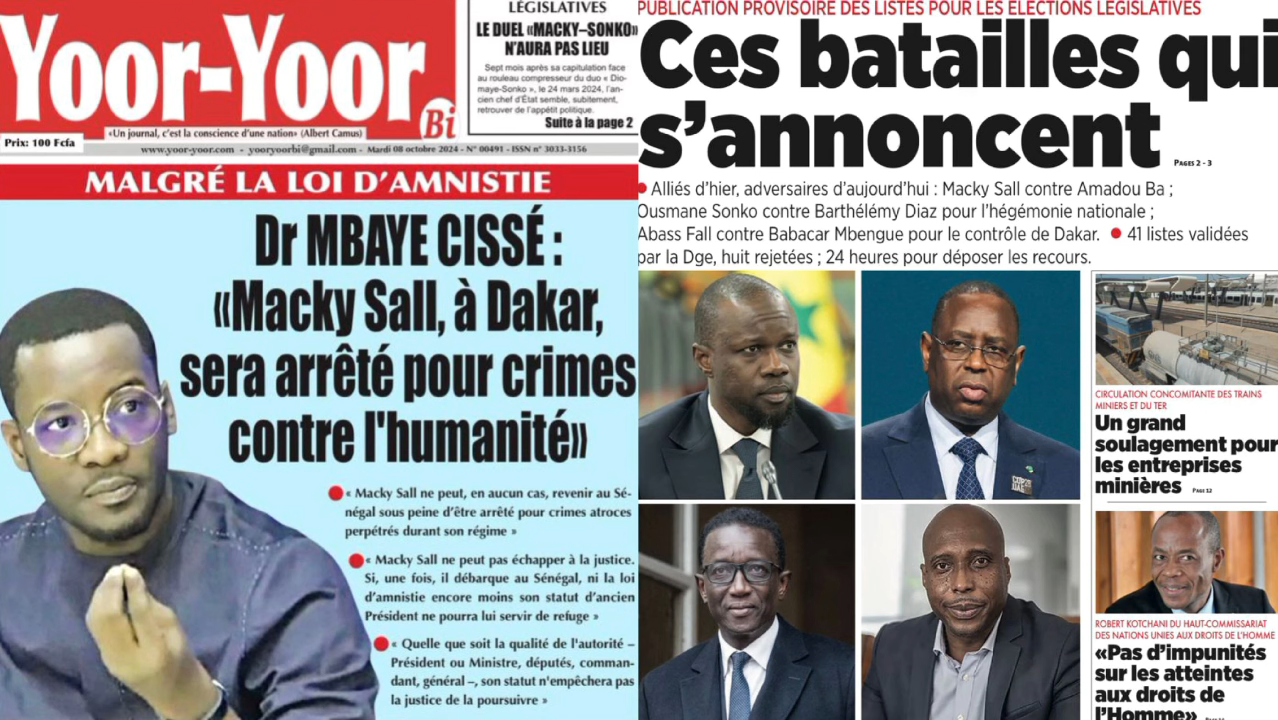 Yoor-Yoor
Bi
«Un journal, c'est la conscience d'une nation» (Albert Camus)
Prix: 100 Fcfa
www.yoor-yoor.com - yooryoorbi@gmail.com - Mardi 08 octobre 2024 - N° 00491 - ISSN n° 3033-3156
LÉGISLATIVES
LE DUEL «MACKY–SONKO»
N'AURA PAS LIEU
Sept mois après sa capitulation face
au rouleau compresseur du duo « Dio-
maye-Sonko », le 24 mars 2024, l'an-
cien chef d'État semble, subitement,
retrouver de l'appétit politique.
Suite à la page 2
MALGRÉ LA LOI D'AMNISTIE
Dr MBAYE CISSÉ :
«Macky Sall, à Dakar,
sera arrêté pour crimes
contre l'humanité»
« Macky Sall ne peut, en aucun cas, revenir au Sé-
négal sous peine d'être arrêté pour crimes atroces
perpétrés durant son régime »
« Macky Sall ne peut pas échapper à la justice.
Si, une fois, il débarque au Sénégal, ni la loi
d'amnistie encore moins son statut d'ancien
Président ne pourra lui servir de refuge »
« Quelle que soit la qualité de l'autorité –
Président ou Ministre, députés, comman-
dant, général –, son statut n'empêchera pas
la justice de la poursuivre »
PUBLICATION PROVISOIRE DES LISTES POUR LES ÉLECTIONS LÉGISLATIVES
Ces batailles qui
s'annoncent
PAGES 2 - 3
Alliés d'hier, adversaires d'aujourd'hui : Macky Sall contre Amadou Ba ;
Ousmane Sonko contre Barthélémy Diaz pour l'hégémonie nationale ;
Abass Fall contre Babacar Mbengue pour le contrôle de Dakar. ● 41 listes validées
par la Dge, huit rejetées ; 24 heures pour déposer les recours.
COP28
UAE
CIRCULATION CONCOMITANTE DES TRAINS
MINIERS ET DU TER
Un grand
soulagement pour
les entreprises
minières
PAGE 12
ROBERT KOTCHANI DU HAUT-COMMISSARIAT
DES NATIONS UNIES AUX DROITS DE L'HOMME
«Pas d'impunités
sur les atteintes
aux droits de
l'Homme»